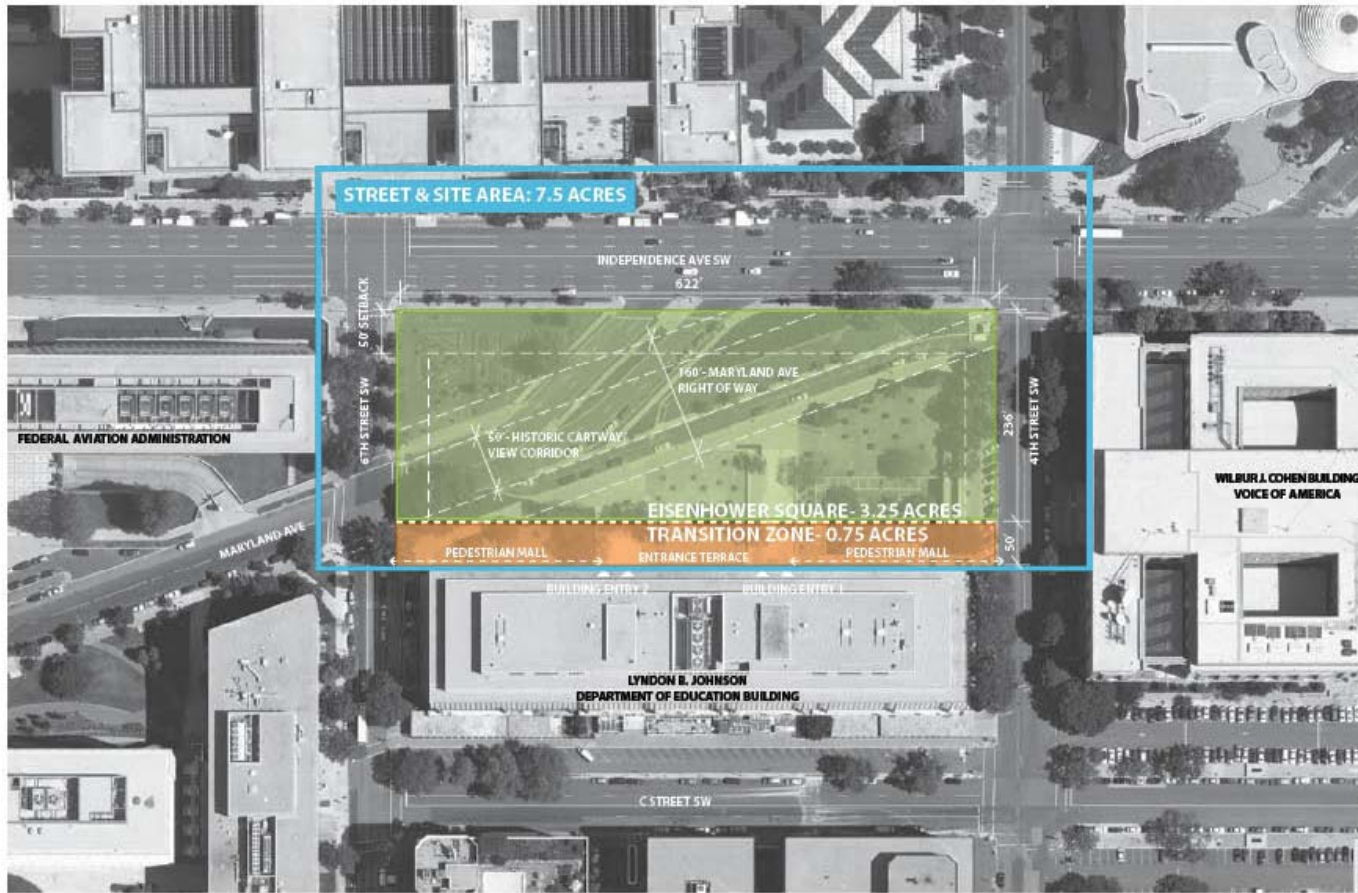 STREET & SITE AREA: 7.5 ACRES
INDEPENDENCE AVE SW
622'
50' SETBACK
160'- MARYLAND AVE
RIGHT OF WAY
6TH STREET SW
236'
4TH STREET SW
FEDERAL AVIATION ADMINISTRATION
50'- HISTORIC CARTWAY/
VIEW CORRIDOR
WILBUR J. COHEN BUILDING
VOICE OF AMERICA
EISENHOWER SQUARE- 3.25 ACRES
TRANSITION ZONE- 0.75 ACRES
MARYLAND AVE
50'
PEDESTRIAN MALL
ENTRANCE TERRACE
PEDESTRIAN MALL
BUILDING ENTRY 2
BUILDING ENTRY 1
LYNDON B. JOHNSON
DEPARTMENT OF EDUCATION BUILDING
C STREET SW